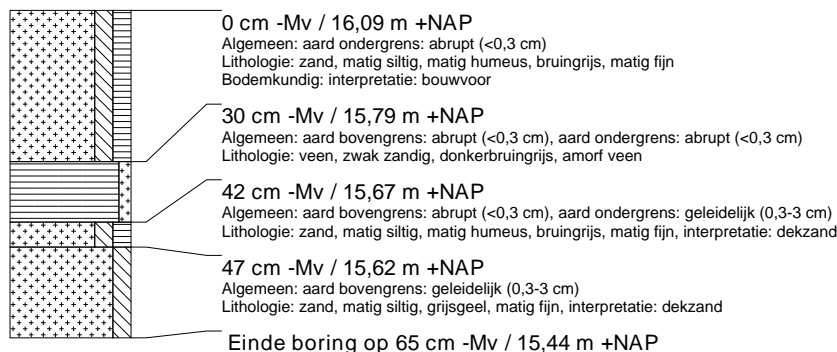 0 cm -Mv / 16,09 m +NAP
Algemeen: aard ondergrens: abrupt (<0,3 cm)
Lithologie: zand, matig siltig, matig humeus, bruingrijs, matig fijn
Bodemkundig: interpretatie: bouwvoor
30 cm -Mv / 15,79 m +NAP
Algemeen: aard bovengrens: abrupt (<0,3 cm), aard ondergrens: abrupt (<0,3 cm)
Lithologie: veen, zwak zandig, donkerbruingrijs, amorf veen
42 cm -Mv / 15,67 m +NAP
Algemeen: aard bovengrens: abrupt (<0,3 cm), aard ondergrens: geleidelijk (0,3-3 cm)
Lithologie: zand, matig siltig, matig humeus, bruingrijs, matig fijn, interpretatie: dekzand
47 cm -Mv / 15,62 m +NAP
Algemeen: aard bovengrens: geleidelijk (0,3-3 cm)
Lithologie: zand, matig siltig, grijsgeel, matig fijn, interpretatie: dekzand
Einde boring op 65 cm -Mv / 15,44 m +NAP